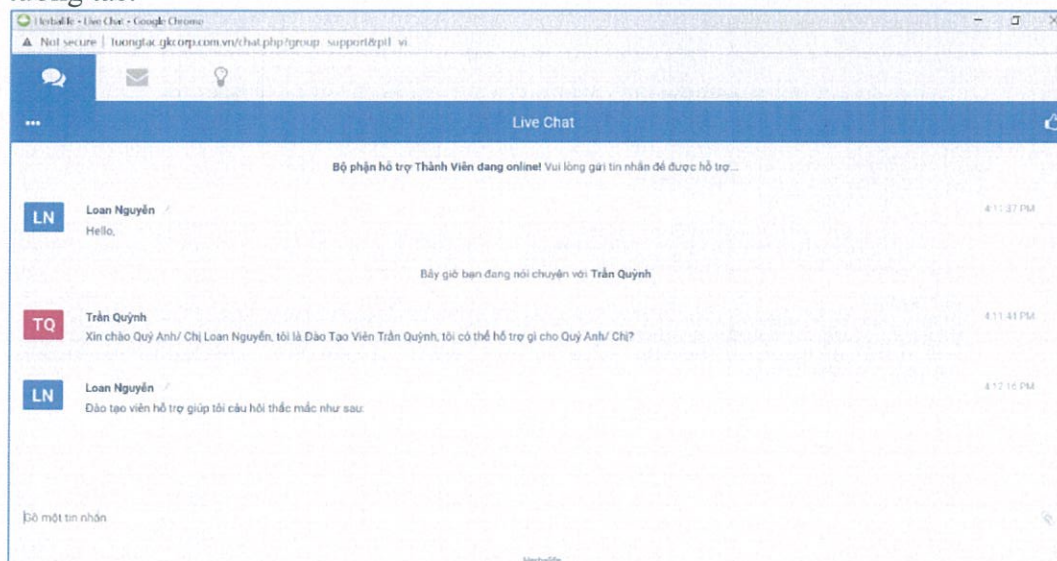 tương tác.
Herbalife - Live Chat - Google Chrome
Not secure | tuongtac.gkcorp.com.vn/chat.php?group=support&ptl=vi
Live Chat
Bộ phận hỗ trợ Thành Viên đang online! Vui lòng gửi tin nhắn để được hỗ trợ...
LN
Loan Nguyễn
4:11:37 PM
Hello,
Bây giờ bạn đang nói chuyện với Trần Quỳnh
TQ
Trần Quỳnh
4:11:41 PM
Xin chào Quý Anh/ Chị Loan Nguyễn, tôi là Đào Tạo Viên Trần Quỳnh, tôi có thể hỗ trợ gì cho Quý Anh/ Chị?
LN
Loan Nguyễn
4:12:16 PM
Đào tạo viên hỗ trợ giúp tôi câu hỏi thắc mắc như sau:
Gõ một tin nhắn
Herbalife